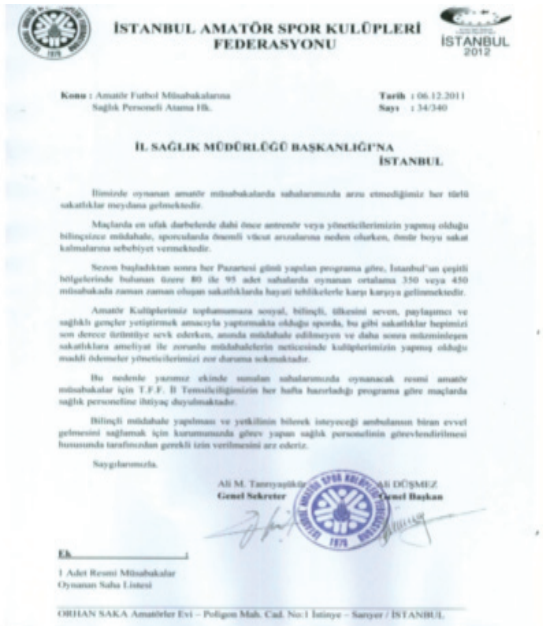 İSTANBUL AMATÖR SPOR KULÜPLERİ
FEDERASYONU
İSTANBUL
2012
Konu : Amatör Futbol Müsabakalarına
Sağlık Personeli Atama Hk.
Tarih : 06.12.2011
Sayı : 34/340
İL SAĞLIK MÜDÜRLÜĞÜ BAŞKANLIĞI'NA
İSTANBUL
İlimizde oynanan amatör müsabakalarda sahalarımızda arzu etmediğimiz her türlü
sakatlıklar meydana gelmektedir.
Maçlarda en ufak darbelerde dahi önce antrenör veya yöneticilerimizin yapmış olduğu
bilinçsizce müdahale, sporcularda önemli vücut arızalarına neden olurken, ömür boyu sakat
kalmalarına sebebiyet vermektedir.
Sezon başladıktan sonra her Pazartesi günü yapılan programa göre, İstanbul'un çeşitli
bölgelerinde bulunan üzere 80 ile 95 adet sahalarda oynanan ortalama 350 veya 450
müsabakada zaman zaman oluşan sakatlıklarda hayati tehlikelerle karşı karşıya gelinmektedir.
Amatör Kulüplerimiz toplumumuza sosyal, bilinçli, ülkesini seven, paylaşımcı ve
sağlıklı gençler yetiştirmek amacıyla yaptırmakta olduğu sporda, bu gibi sakatlıklar hepimizi
son derece üzüntüye sevk ederken, anında müdahale edilmeyen ve daha sonra müzminleşen
sakatlıklara ameliyat ile zorunlu müdahalelerin neticesinde kulüplerimizin yapmış olduğu
maddi ödemeler yöneticilerimizi zor duruma sokmaktadır.
Bu nedenle yazımız ekinde sunulan sahalarımızda oynanacak resmi amatör
müsabakalar için T.F.F. İl Temsilciliğimizin her hafta hazırladığı programa göre maçlarda
sağlık personeline ihtiyaç duyulmaktadır.
Bilinçli müdahale yapılması ve yetkilinin bilerek isteyeceği ambulansın biran evvel
gelmesini sağlamak için kurumunuzda görev yapan sağlık personelinin görevlendirilmesi
hususunda tarafınızdan gerekli izin verilmesini arz ederiz.
Saygılarımızla.
Ali M. Tanrıyaşükür
Genel Sekreter
Ali DÜŞMEZ
Genel Başkan
İSTANBUL AMATÖR SPOR KULÜPLERİ FEDERASYONU
1976
Ek :
1 Adet Resmi Müsabakalar
Oynanan Saha Listesi
ORHAN SAKA Amatörler Evi – Poligon Mah. Cad. No:1 İstinye – Sarıyer / İSTANBUL